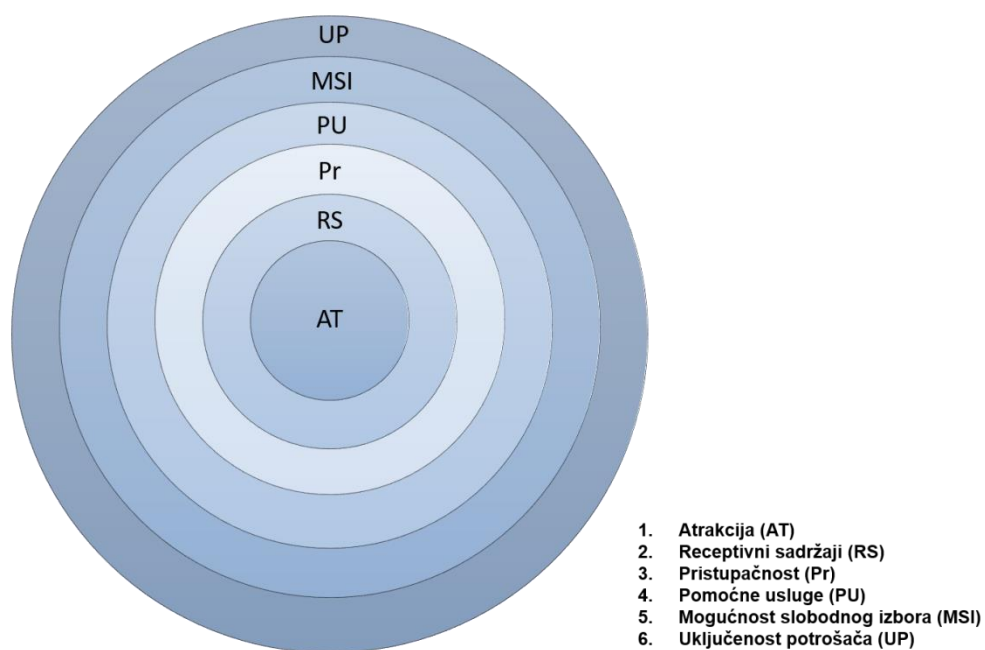 UP
MSI
PU
Pr
RS
AT
1. Atrakcija (AT)
2. Receptivni sadržaji (RS)
3. Pristupačnost (Pr)
4. Pomoćne usluge (PU)
5. Mogućnost slobodnog izbora (MSI)
6. Uključenost potrošača (UP)